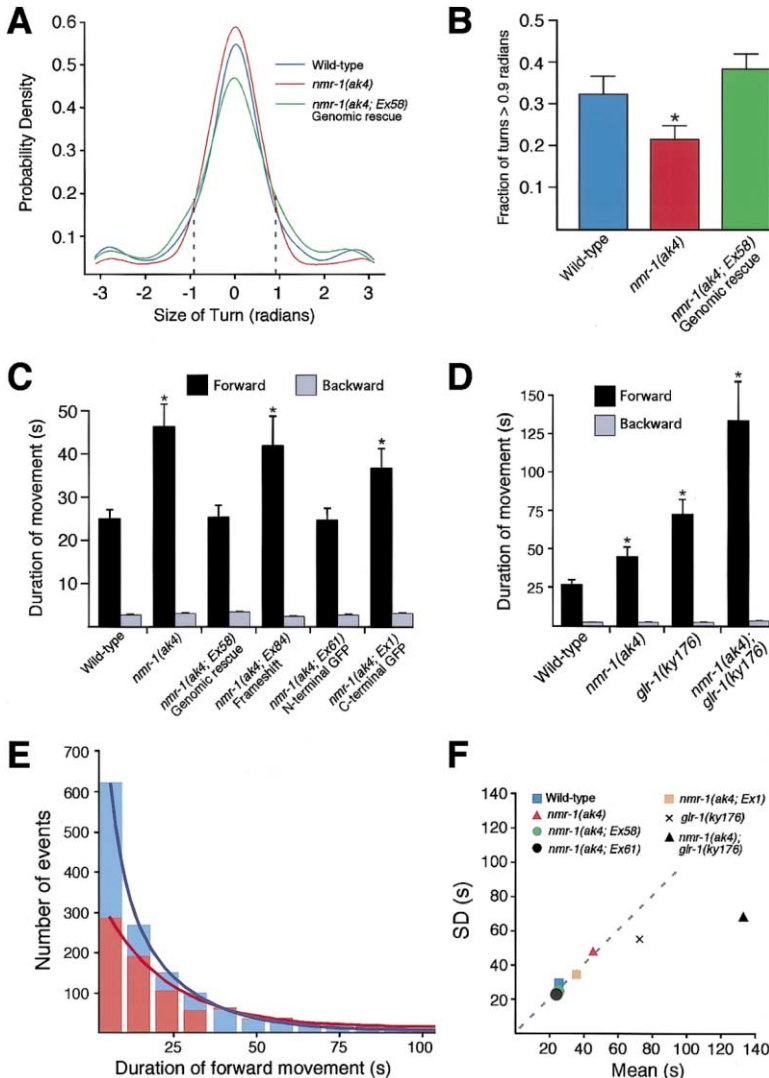 A
0.6
0.5
0.4
0.3
0.2
0.1
Probability Density
-3
-2
-1
0
1
2
3
Size of Turn (radians)
Wild-type
nmr-1(ak4)
nmr-1(ak4; Ex58)
Genomic rescue
B
0.4
0.3
0.2
0.1
Fraction of turns > 0.9 radians
*
Wild-type
nmr-1(ak4)
nmr-1(ak4; Ex58)
Genomic rescue
C
Forward
Backward
50
40
30
20
10
Duration of movement (s)
*
*
*
Wild-type
nmr-1(ak4)
nmr-1(ak4; Ex58)
Genomic rescue
nmr-1(ak4; Ex84)
Frameshift
nmr-1(ak4; Ex61)
N-terminal GFP
nmr-1(ak4; Ex1)
C-terminal GFP
D
Forward
Backward
150
125
100
75
50
25
Duration of movement (s)
*
*
*
Wild-type
nmr-1(ak4)
glr-1(ky176)
nmr-1(ak4);
glr-1(ky176)
E
700
600
500
400
300
200
100
Number of events
25
50
75
100
Duration of forward movement (s)
F
Wild-type
nmr-1(ak4)
nmr-1(ak4; Ex58)
nmr-1(ak4; Ex61)
nmr-1(ak4; Ex1)
glr-1(ky176)
nmr-1(ak4);
glr-1(ky176)
140
120
100
80
60
40
20
SD (s)
20
40
60
80
100
120
140
Mean (s)